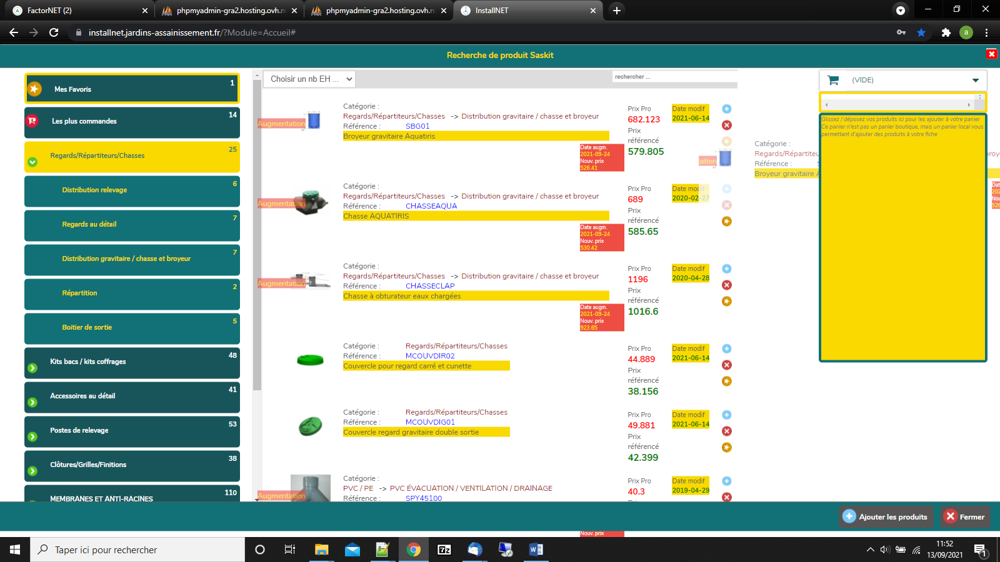 FactorNET (2)
phpmyadmin-gra2.hosting.ovh.n
phpmyadmin-gra2.hosting.ovh.n
InstallNET
installnet.jardins-assainissement.fr/?Module=Accueil#
a
Recherche de produit Saskit
Mes Favoris
1
Les plus commandes
14
Regards/Répartiteurs/Chasses
25
Distribution relevage
6
Regards au détail
7
Distribution gravitaire / chasse et broyeur
7
Répartition
2
Boitier de sortie
5
Kits bacs / kits coffrages
48
Accessoires au détail
41
Postes de relevage
53
Clôtures/Grilles/Finitions
38
MEMBRANES ET ANTI-RACINES
110
Choisir un nb EH ...
rechercher ...
Augmentation
Catégorie :
Regards/Répartiteurs/Chasses -> Distribution gravitaire / chasse et broyeur
Référence : SBG01
Broyeur gravitaire Aquatiris
Date augm.
2021-09-24
Nouv. prix
526.41
Prix Pro
682.123
Prix
référencé
579.805
Date modif
2021-06-14
Augmentation
Catégorie :
Regards/Répartiteurs/Chasses -> Distribution gravitaire / chasse et broyeur
Référence : CHASSEAQUA
Chasse AQUATIRIS
Date augm.
2021-09-24
Nouv. prix
530.42
Prix Pro
689
Prix
référencé
585.65
Date modif
2020-02-27
Augmentation
Catégorie :
Regards/Répartiteurs/Chasses -> Distribution gravitaire / chasse et broyeur
Référence : CHASSECLAP
Chasse à obturateur eaux chargées
Date augm.
2021-09-24
Nouv. prix
923.65
Prix Pro
1196
Prix
référencé
1016.6
Date modif
2020-04-28
Catégorie : Regards/Répartiteurs/Chasses
Référence : MCOUVDIR02
Couvercle pour regard carré et cunette
Prix Pro
44.889
Prix
référencé
38.156
Date modif
2021-06-14
Catégorie : Regards/Répartiteurs/Chasses
Référence : MCOUVDIG01
Couvercle regard gravitaire double sortie
Prix Pro
49.881
Prix
référencé
42.399
Date modif
2021-06-14
Augmentation
Catégorie :
PVC / PE -> PVC ÉVACUATION / VENTILATION / DRAINAGE
Référence : SPY45100
Prix Pro
40.3
Date modif
2019-04-29
Nouv. prix
tation
Catégorie :
Regards/Répartiteu
Référence :
Broyeur gravitaire A
(VIDE)
Glissez / déposez vos produits ici pour les ajouter à votre panier
Ce panier n'est pas un panier boutique, mais un panier local vous
permettant d'ajouter des produits à votre fiche
broye
Ajouter les produits
Fermer
Taper ici pour rechercher
11:52
13/09/2021
1